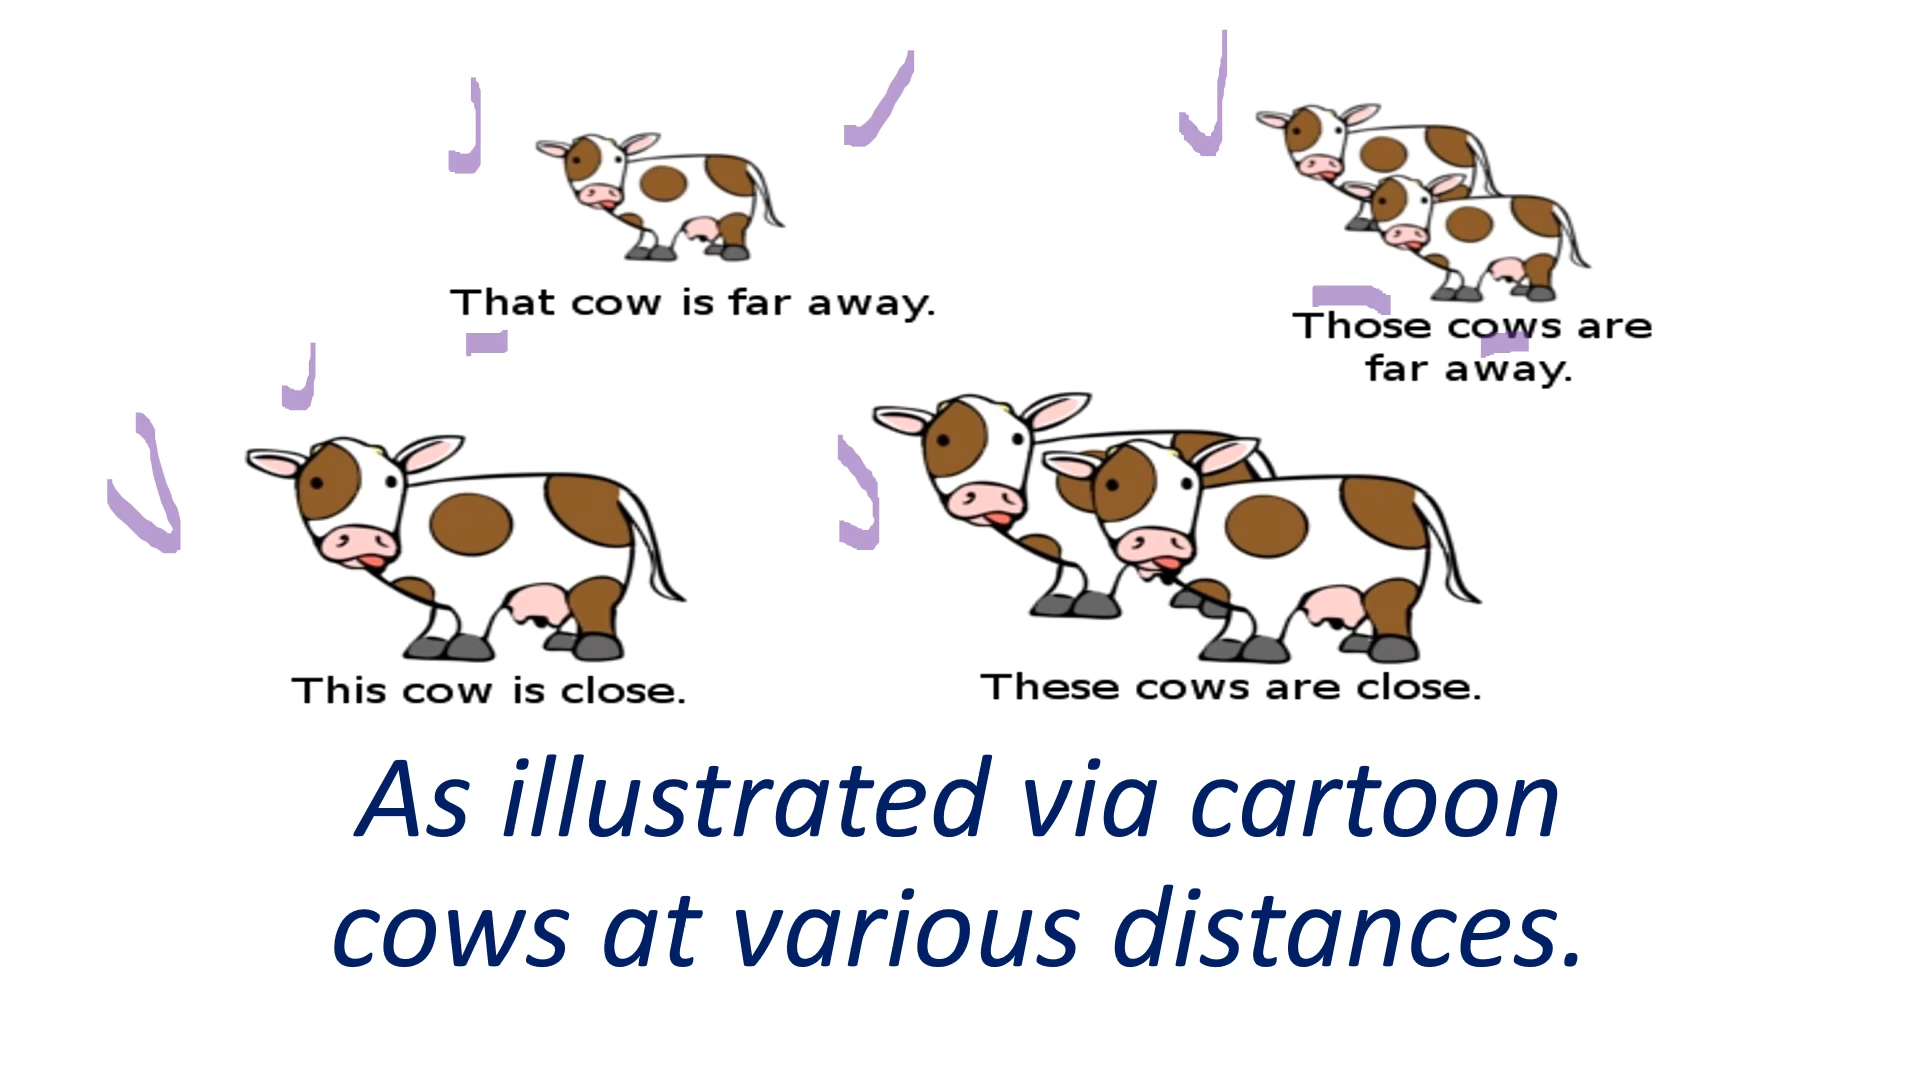 That cow is far away.
Those cows are
far away.
This cow is close.
These cows are close.
As illustrated via cartoon
cows at various distances.